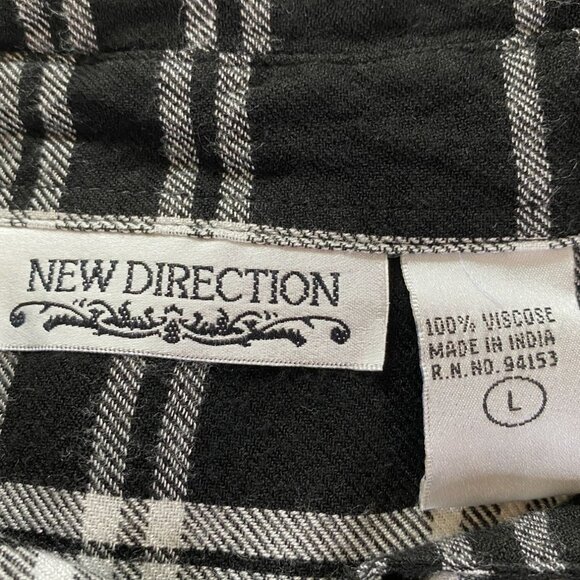 NEW DIRECTION
100% VISCOSE
MADE IN INDIA
R.N.NO. 94153
L